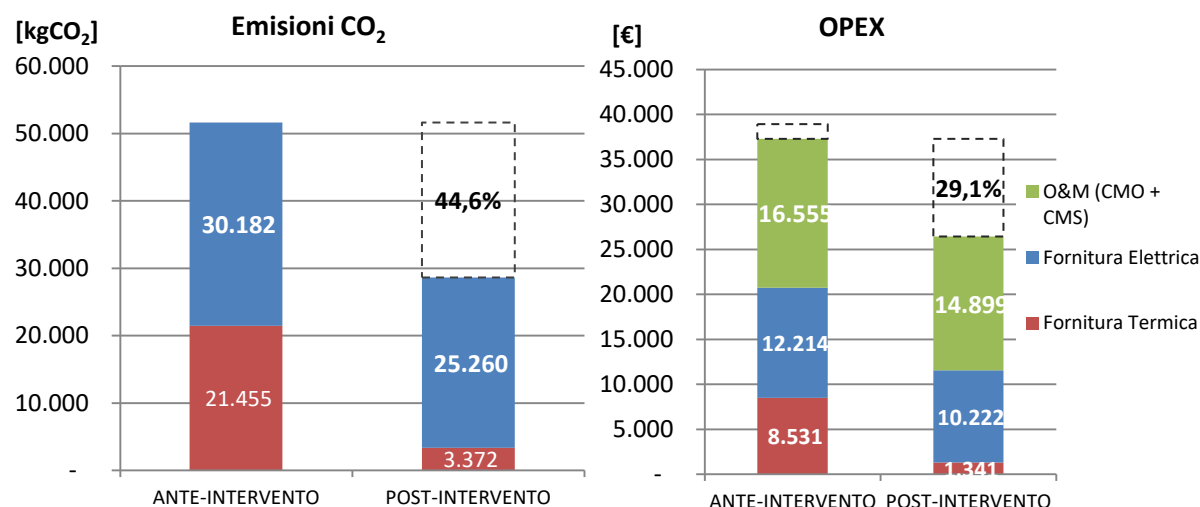 [kgCO₂]
Emisioni CO₂
60.000
50.000
40.000
30.000
20.000
10.000
-
30.182
21.455
44,6%
25.260
3.372
ANTE-INTERVENTO
POST-INTERVENTO
[€]
OPEX
45.000
40.000
35.000
30.000
25.000
20.000
15.000
10.000
5.000
-
16.555
12.214
8.531
29,1%
14.899
10.222
1.341
ANTE-INTERVENTO
POST-INTERVENTO
O&M (CMO +
CMS)
Fornitura Elettrica
Fornitura Termica